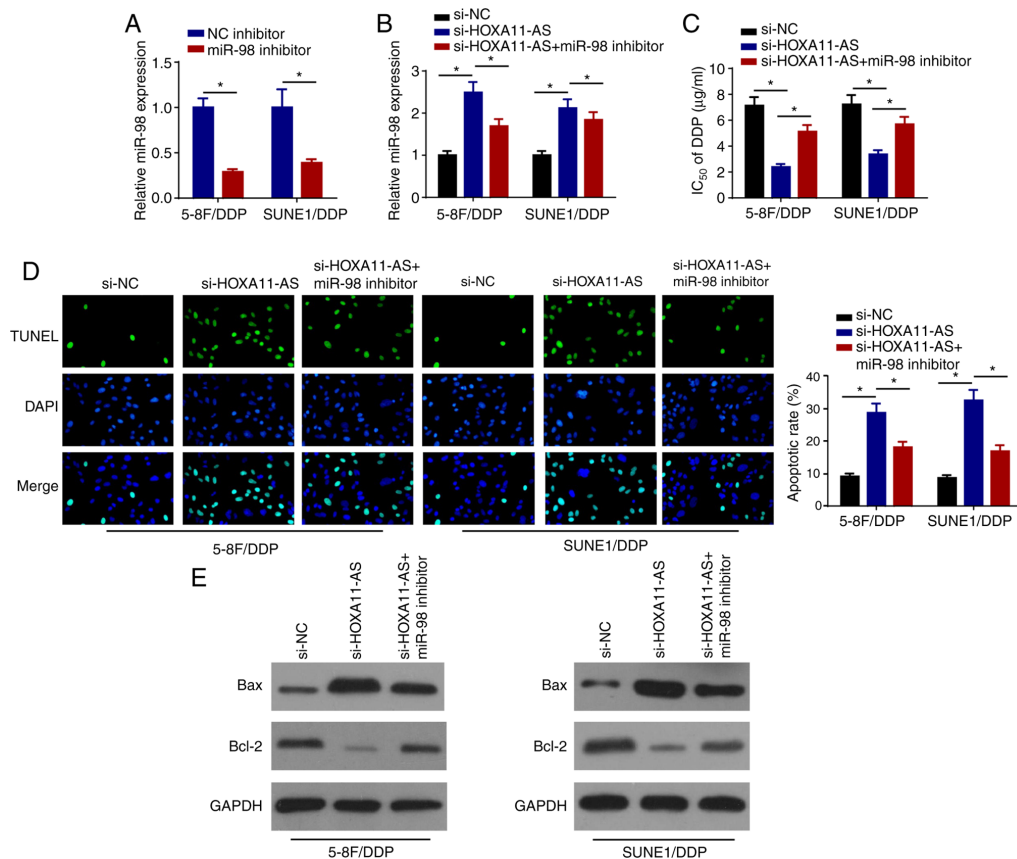 A
NC inhibitor
miR-98 inhibitor
Relative miR-98 expression
1.5
1.0
0.5
0.0
*
*
5-8F/DDP
SUNE1/DDP
B
si-NC
si-HOXA11-AS
si-HOXA11-AS+miR-98 inhibitor
Relative miR-98 expression
3
2
1
0
*
*
*
*
5-8F/DDP
SUNE1/DDP
C
si-NC
si-HOXA11-AS
si-HOXA11-AS+miR-98 inhibitor
IC50 of DDP (µg/ml)
9
6
4
2
0
*
*
*
*
5-8F/DDP
SUNE1/DDP
D
si-NC
si-HOXA11-AS
si-HOXA11-AS+
miR-98 inhibitor
si-NC
si-HOXA11-AS
si-HOXA11-AS+
miR-98 inhibitor
TUNEL
DAPI
Merge
5-8F/DDP
SUNE1/DDP
si-NC
si-HOXA11-AS
si-HOXA11-AS+
miR-98 inhibitor
Apoptotic rate (%)
40
30
20
10
0
*
*
*
*
5-8F/DDP
SUNE1/DDP
E
si-NC
si-HOXA11-AS
si-HOXA11-AS+
miR-98 inhibitor
Bax
Bcl-2
GAPDH
5-8F/DDP
si-NC
si-HOXA11-AS
si-HOXA11-AS+
miR-98 inhibitor
Bax
Bcl-2
GAPDH
SUNE1/DDP